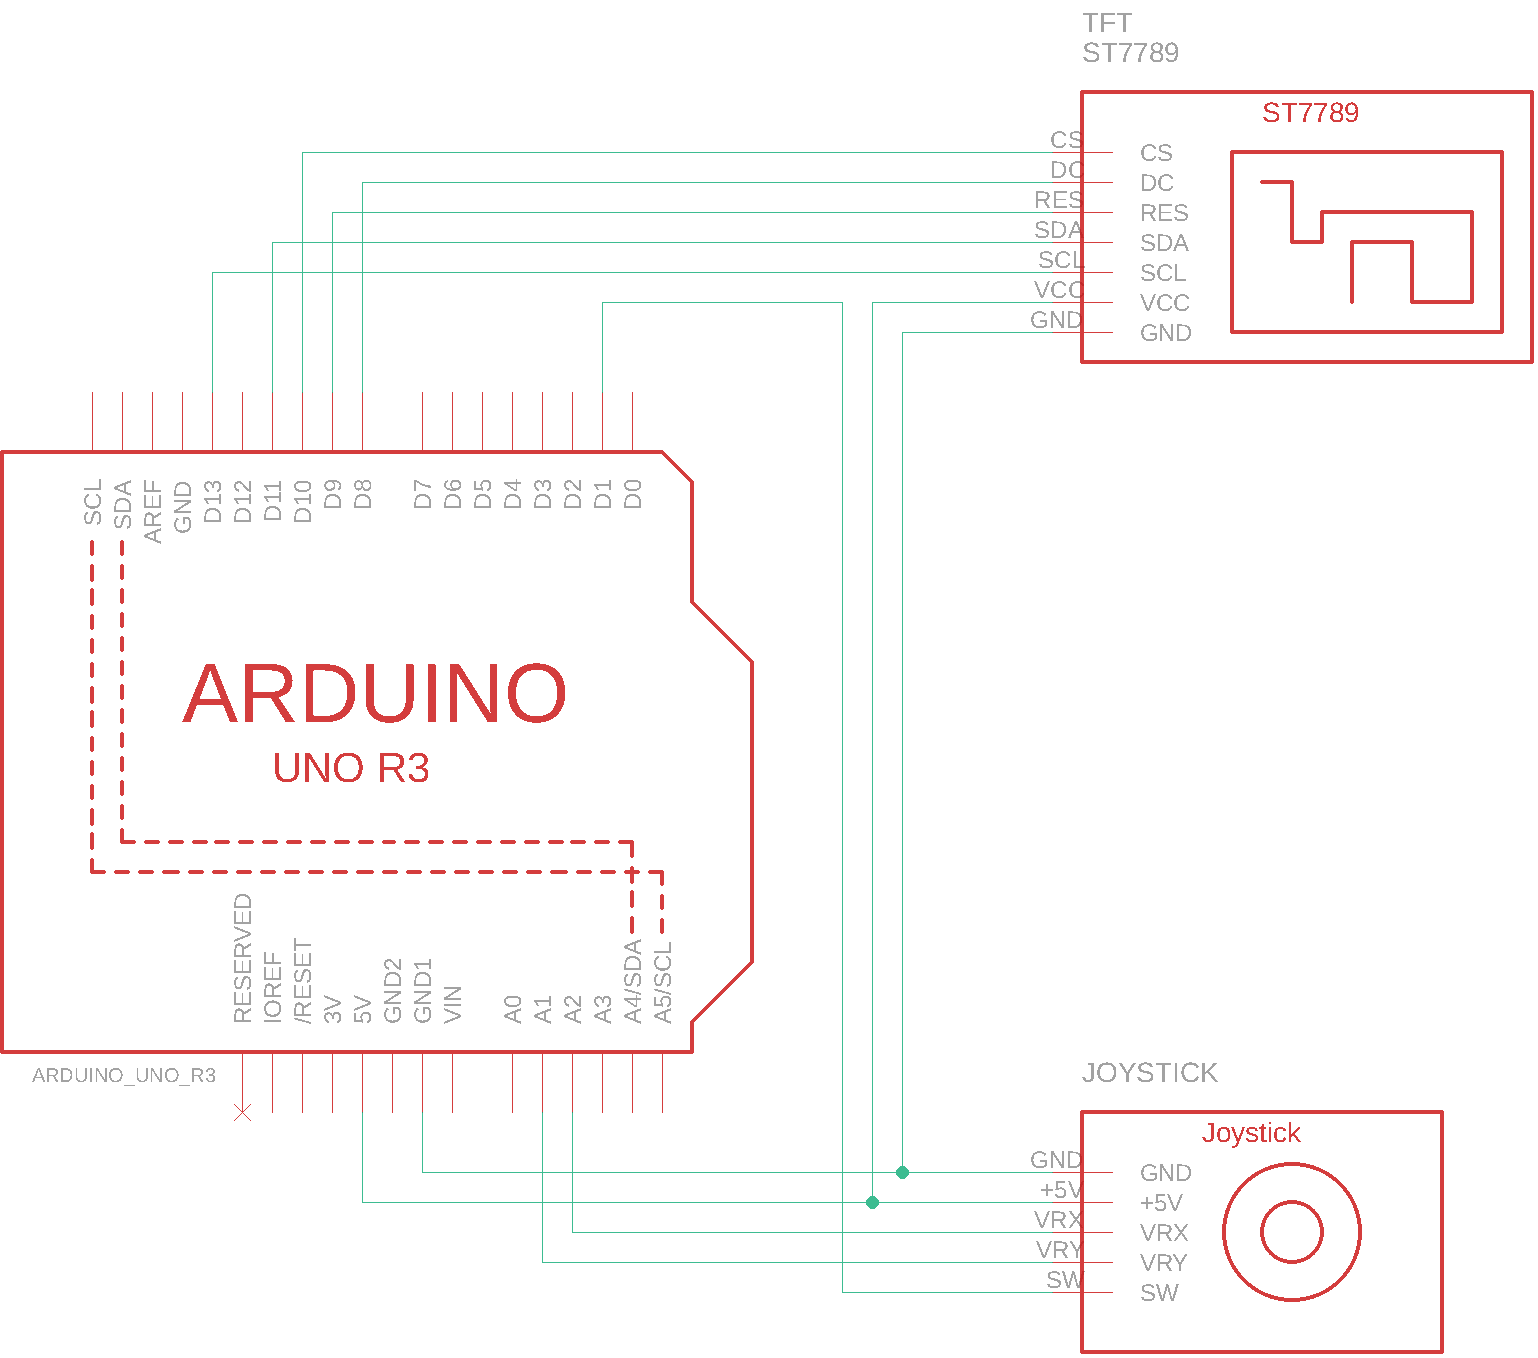 TFT
ST7789
ST7789
CS
CS
DC
DC
RES
RES
SDA
SDA
SCL
SCL
VCC
VCC
GND
GND
SCL
SDA
AREF
GND
D13
D12
D11
D10
D9
D8
D7
D6
D5
D4
D3
D2
D1
D0
ARDUINO
UNO R3
RESERVED
IOREF
/RESET
3V
5V
GND2
GND1
VIN
A0
A1
A2
A3
A4/SDA
A5/SCL
ARDUINO_UNO_R3
JOYSTICK
Joystick
GND
GND
+5V
+5V
VRX
VRX
VRY
VRY
SW
SW